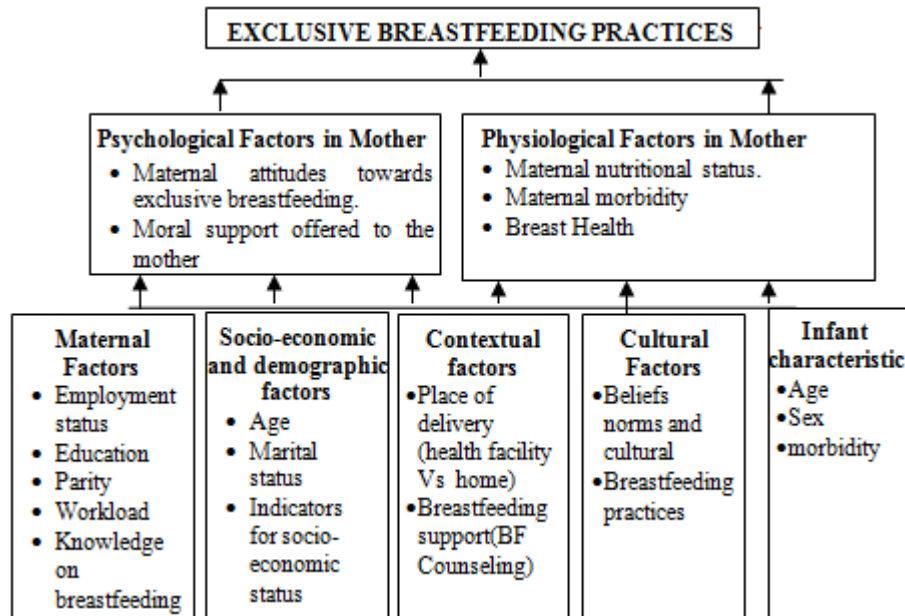 EXCLUSIVE BREASTFEEDING PRACTICES
Psychological Factors in Mother
• Maternal attitudes towards
exclusive breastfeeding.
• Moral support offered to the
mother
Physiological Factors in Mother
• Maternal nutritional status.
• Maternal morbidity
• Breast Health
Maternal
Factors
• Employment
status
• Education
• Parity
• Workload
• Knowledge
on
breastfeeding
Socio-economic
and demographic
factors
• Age
• Marital
status
• Indicators
for socio-
economic
status
Contextual
factors
•Place of
delivery
(health facility
Vs home)
•Breastfeeding
support(BF
Counseling)
Cultural
Factors
•Beliefs
norms and
cultural
•Breastfeeding
practices
Infant
characteristic
•Age
•Sex
•morbidity